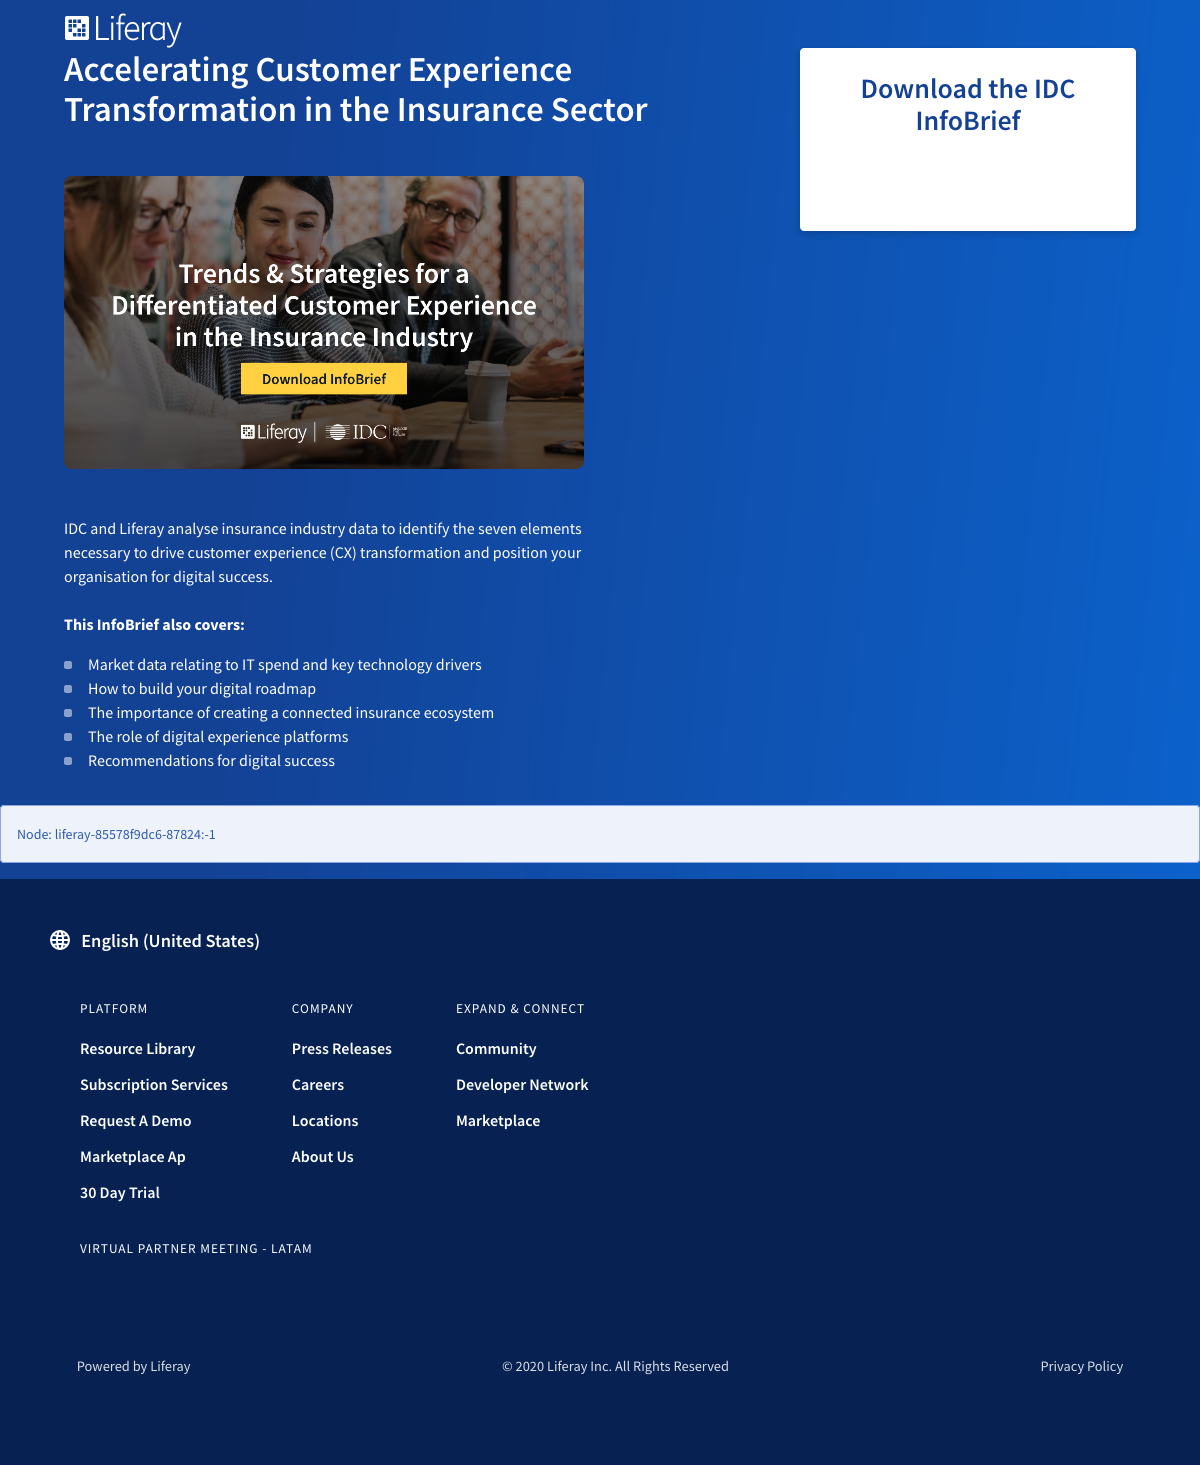 Liferay
Accelerating Customer Experience
Transformation in the Insurance Sector
Download the IDC
InfoBrief
Trends & Strategies for a
Differentiated Customer Experience
in the Insurance Industry
Download InfoBrief
Liferay | IDC
IDC and Liferay analyse insurance industry data to identify the seven elements
necessary to drive customer experience (CX) transformation and position your
organisation for digital success.
This InfoBrief also covers:
Market data relating to IT spend and key technology drivers
How to build your digital roadmap
The importance of creating a connected insurance ecosystem
The role of digital experience platforms
Recommendations for digital success
Node: liferay-85578f9dc6-87824:-1
English (United States)
PLATFORM
Resource Library
Subscription Services
Request A Demo
Marketplace Ap
30 Day Trial
COMPANY
Press Releases
Careers
Locations
About Us
EXPAND & CONNECT
Community
Developer Network
Marketplace
VIRTUAL PARTNER MEETING - LATAM
Powered by Liferay
© 2020 Liferay Inc. All Rights Reserved
Privacy Policy